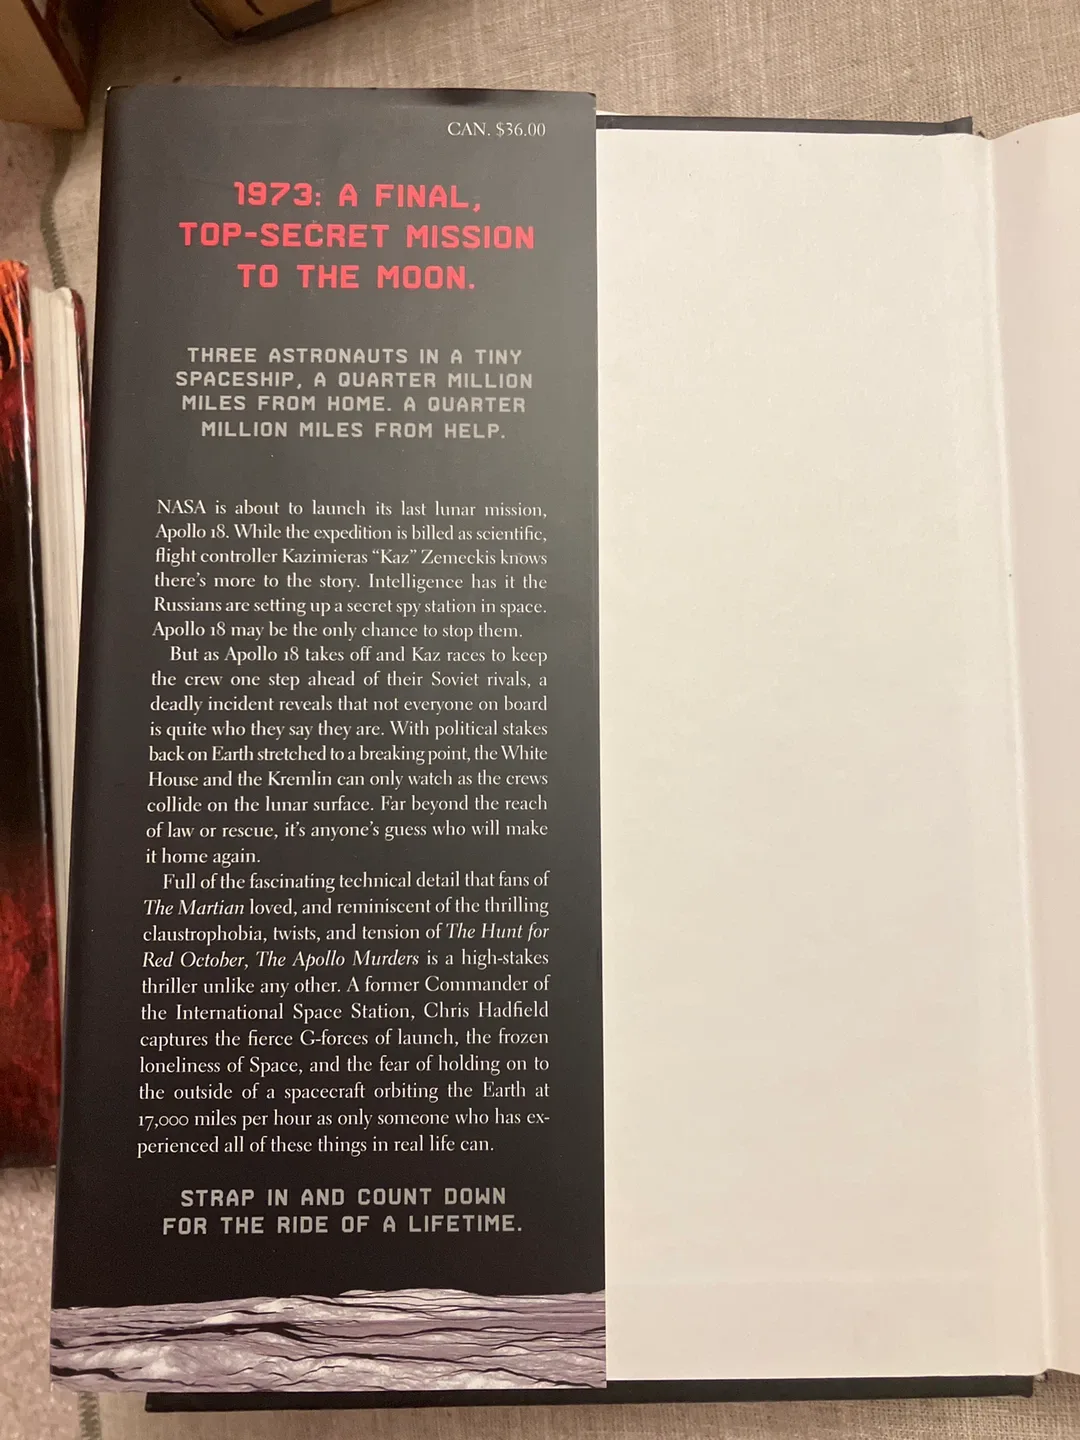 CAN. $36.00
1973: A FINAL,
TOP-SECRET MISSION
TO THE MOON.
THREE ASTRONAUTS IN A TINY
SPACESHIP, A QUARTER MILLION
MILES FROM HOME. A QUARTER
MILLION MILES FROM HELP.
NASA is about to launch its last lunar mission,
Apollo 18. While the expedition is billed as scientific,
flight controller Kazimieras “Kaz” Zemeckis knows
there’s more to the story. Intelligence has it the
Russians are setting up a secret spy station in space.
Apollo 18 may be the only chance to stop them.
But as Apollo 18 takes off and Kaz races to keep
the crew one step ahead of their Soviet rivals, a
deadly incident reveals that not everyone on board
is quite who they say they are. With political stakes
back on Earth stretched to a breaking point, the White
House and the Kremlin can only watch as the crews
collide on the lunar surface. Far beyond the reach
of law or rescue, it’s anyone’s guess who will make
it home again.
Full of the fascinating technical detail that fans of
The Martian loved, and reminiscent of the thrilling
claustrophobia, twists, and tension of The Hunt for
Red October, The Apollo Murders is a high-stakes
thriller unlike any other. A former Commander of
the International Space Station, Chris Hadfield
captures the fierce G-forces of launch, the frozen
loneliness of Space, and the fear of holding on to
the outside of a spacecraft orbiting the Earth at
17,000 miles per hour as only someone who has ex-
perienced all of these things in real life can.
STRAP IN AND COUNT DOWN
FOR THE RIDE OF A LIFETIME.